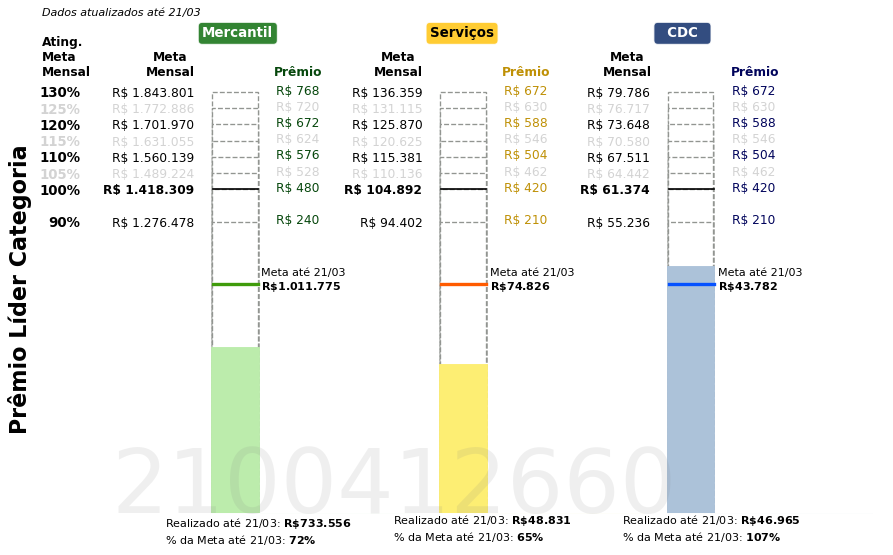 Dados atualizados até 21/03
Mercantil
Serviços
CDC
Ating. Meta Mensal
Meta Mensal
Prêmio
Meta Mensal
Prêmio
Meta Mensal
Prêmio
130% R$ 1.843.801 R$ 768 R$ 136.359 R$ 672 R$ 79.786 R$ 672
125% R$ 1.772.886 R$ 720 R$ 131.115 R$ 630 R$ 76.717 R$ 630
120% R$ 1.701.970 R$ 672 R$ 125.870 R$ 588 R$ 73.648 R$ 588
115% R$ 1.631.055 R$ 624 R$ 120.625 R$ 546 R$ 70.580 R$ 546
110% R$ 1.560.139 R$ 576 R$ 115.381 R$ 504 R$ 67.511 R$ 504
105% R$ 1.489.224 R$ 528 R$ 110.136 R$ 462 R$ 64.442 R$ 462
100% R$ 1.418.309 R$ 480 R$ 104.892 R$ 420 R$ 61.374 R$ 420
90% R$ 1.276.478 R$ 240 R$ 94.402 R$ 210 R$ 55.236 R$ 210
Meta até 21/03
R$1.011.775
Meta até 21/03
R$74.826
Meta até 21/03
R$43.782
Prêmio Líder Categoria
2100412660
Realizado até 21/03: R$733.556
% da Meta até 21/03: 72%
Realizado até 21/03: R$48.831
% da Meta até 21/03: 65%
Realizado até 21/03: R$46.965
% da Meta até 21/03: 107%